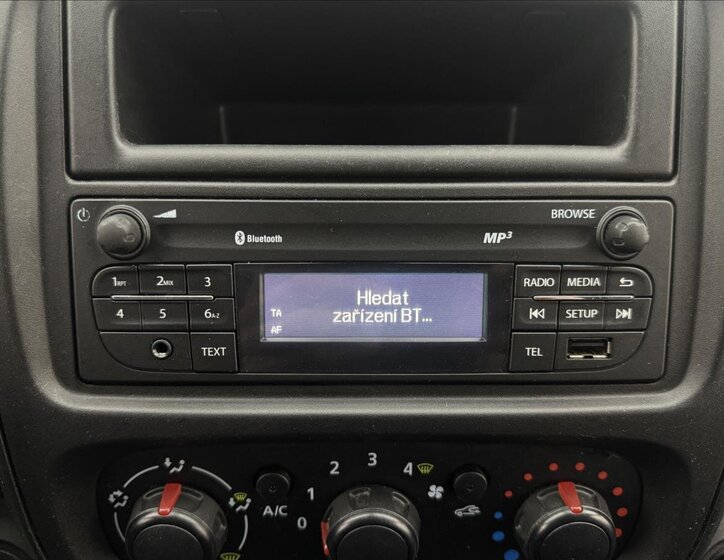 BROWSE
Bluetooth
MP3
1RPT 2MIX 3
RADIO MEDIA
Hledat
TA
zařízení BT...
AF
4 5 6A-Z
SETUP
TEXT
TEL
0 1 2 3 4
A/C